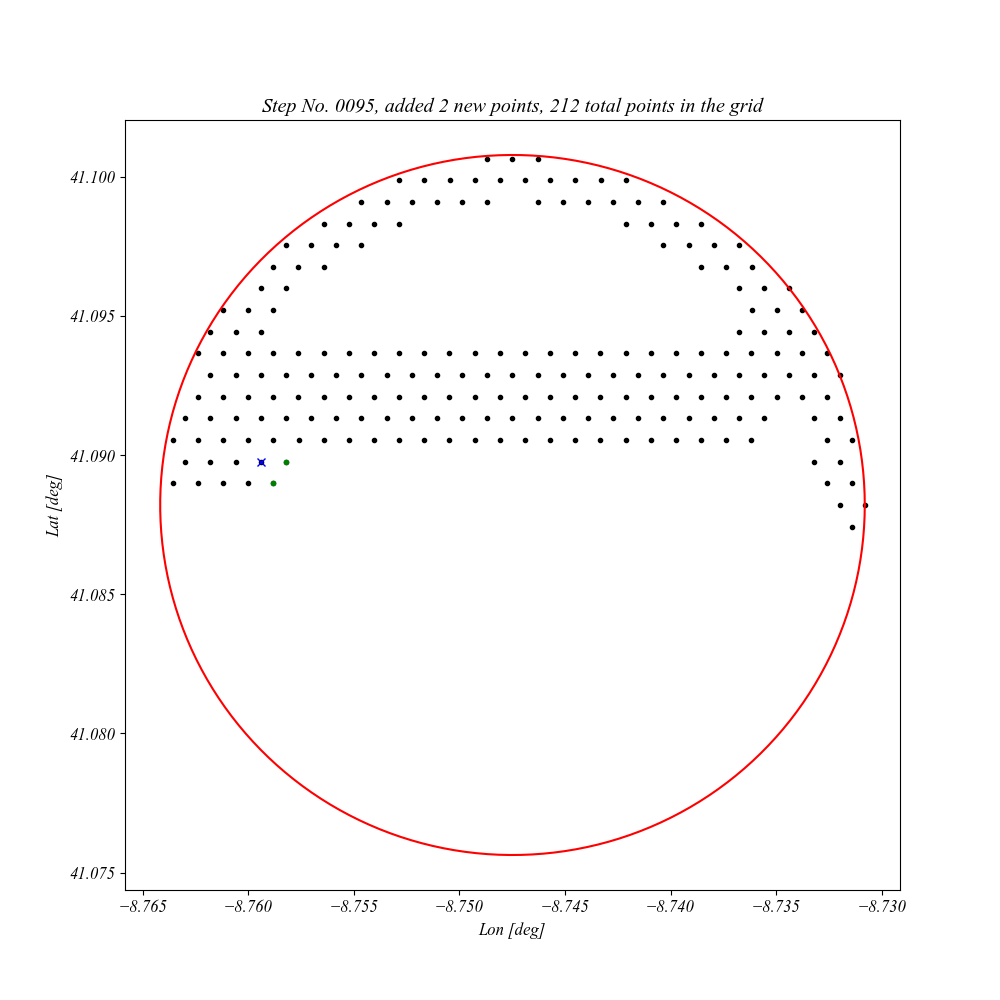 Step No. 0095, added 2 new points, 212 total points in the grid
41.100
41.095
41.090
41.085
41.080
41.075
Lat [deg]
−8.765 −8.760 −8.755 −8.750 −8.745 −8.740 −8.735 −8.730
Lon [deg]